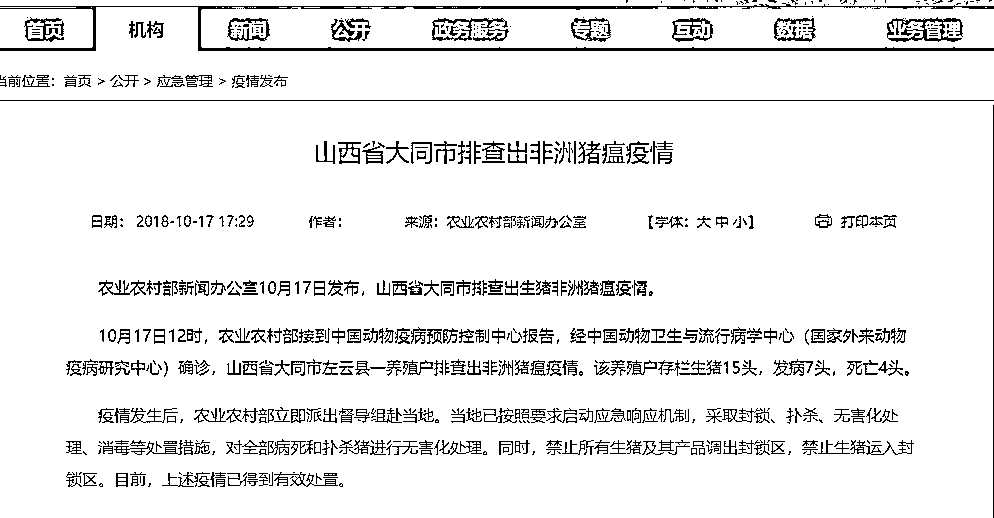 首页 机构 新闻 公开 政务服务 专题 互动 数据 业务管理
当前位置：首页 > 公开 > 应急管理 > 疫情发布
山西省大同市排查出非洲猪瘟疫情
日期： 2018-10-17 17:29 作者： 来源：农业农村部新闻办公室 【字体：大 中 小】 打印本页
农业农村部新闻办公室10月17日发布，山西省大同市排查出生猪非洲猪瘟疫情。
10月17日12时，农业农村部接到中国动物疫病预防控制中心报告，经中国动物卫生与流行病学中心（国家外来动物
疫病研究中心）确诊，山西省大同市左云县一养殖户排查出非洲猪瘟疫情。该养殖户存栏生猪15头，发病7头，死亡4头。
疫情发生后，农业农村部立即派出督导组赴当地。当地已按照要求启动应急响应机制，采取封锁、扑杀、无害化处
理、消毒等处置措施，对全部病死和扑杀猪进行无害化处理。同时，禁止所有生猪及其产品调出封锁区，禁止生猪运入封
锁区。目前，上述疫情已得到有效处置。